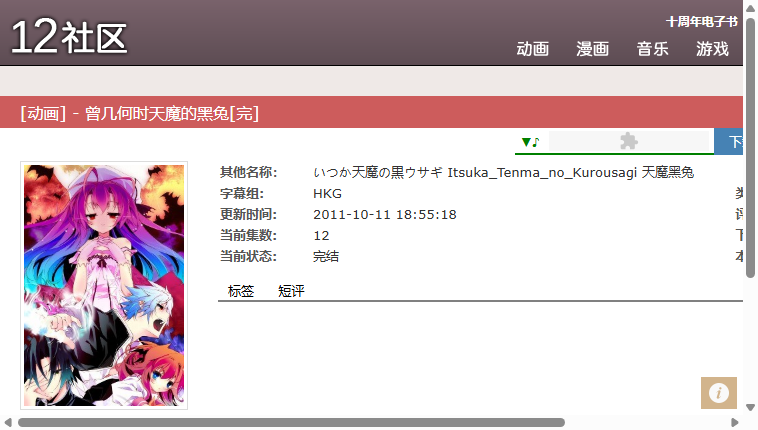 12社区
十周年电子书
动画 漫画 音乐 游戏
[动画] - 曾几何时天魔的黑兔[完]
▼♪
其他名称: いつか天魔の黒ウサギ Itsuka_Tenma_no_Kurousagi 天魔黑兔
字幕组: HKG
更新时间: 2011-10-11 18:55:18
当前集数: 12
当前状态: 完结
标签 短评